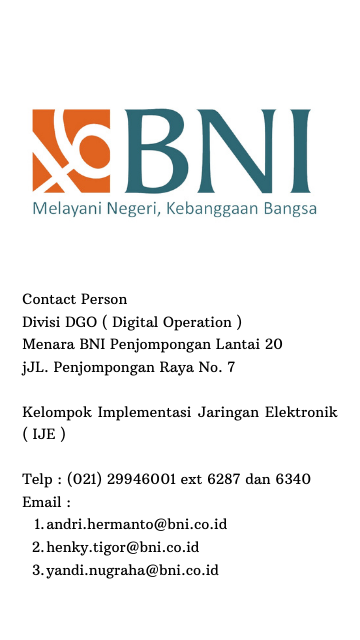 BNI
Melayani Negeri, Kebanggaan Bangsa
Contact Person
Divisi DGO ( Digital Operation )
Menara BNI Penjompongan Lantai 20
jJL. Penjompongan Raya No. 7
Kelompok Implementasi Jaringan Elektronik
( IJE )
Telp : (021) 29946001 ext 6287 dan 6340
Email :
1. andri.hermanto@bni.co.id
2. henky.tigor@bni.co.id
3. yandi.nugraha@bni.co.id